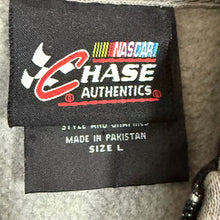 NASCAR
CHASE
AUTHENTICS
®
®
STYLE AND GRAPHICS
MADE IN PAKISTAN
SIZE L